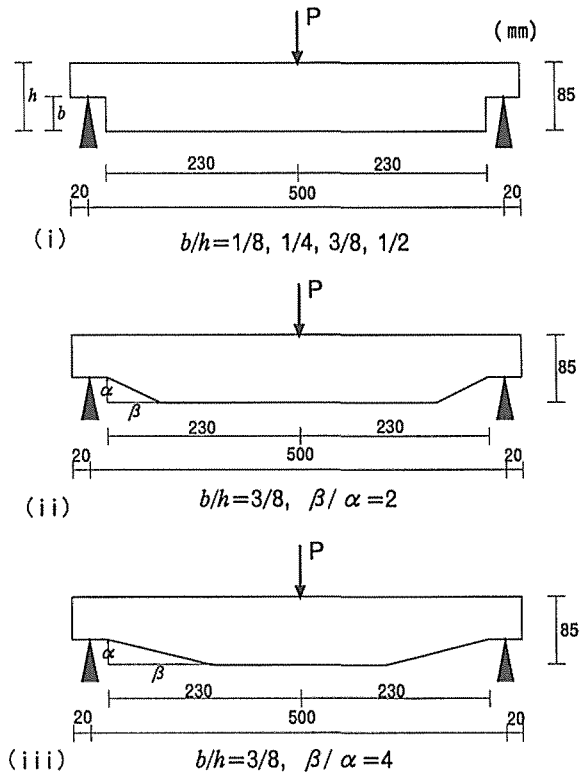 P
(mm)
h
b
85
230 230
20 500 20
(i)
b/h=1/8, 1/4, 3/8, 1/2
P
85
α
β
230 230
20 500 20
(ii)
b/h=3/8, β/α=2
P
85
α
β
230 230
20 500 20
(iii)
b/h=3/8, β/α=4